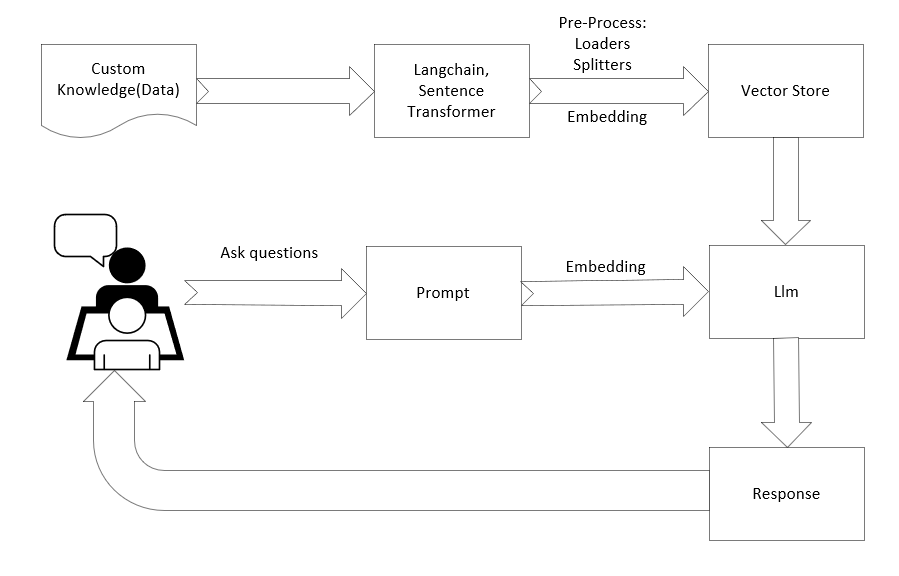 Pre-Process:
Loaders
Splitters
Custom
Knowledge(Data)
Langchain,
Sentence
Transformer
Embedding
Vector Store
Ask questions
Prompt
Embedding
Llm
Response